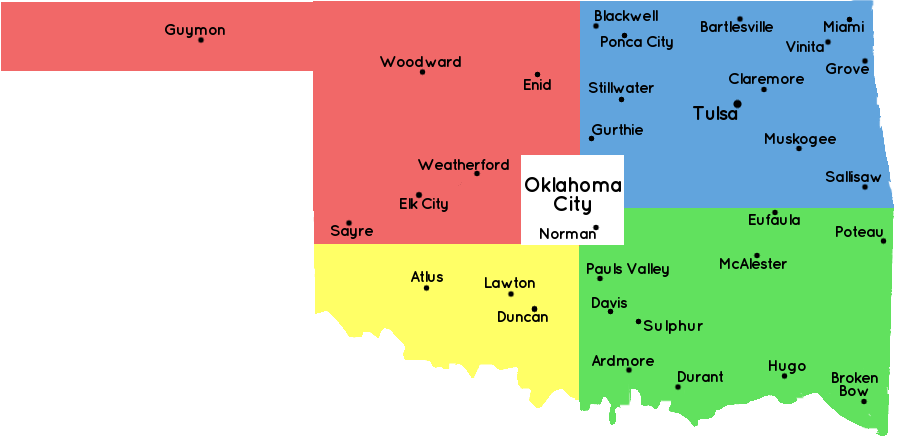 Guymon
Woodward
Enid
Weatherford
Elk City
Sayre
Blackwell
Ponca City
Bartlesville
Miami
Vinita
Grove
Claremore
Stillwater
Tulsa
Gurthie
Muskogee
Sallisaw
Oklahoma
City
Norman
Atlus
Lawton
Duncan
Eufaula
Poteau
McAlester
Pauls Valley
Davis
Sulphur
Ardmore
Durant
Hugo
Broken
Bow